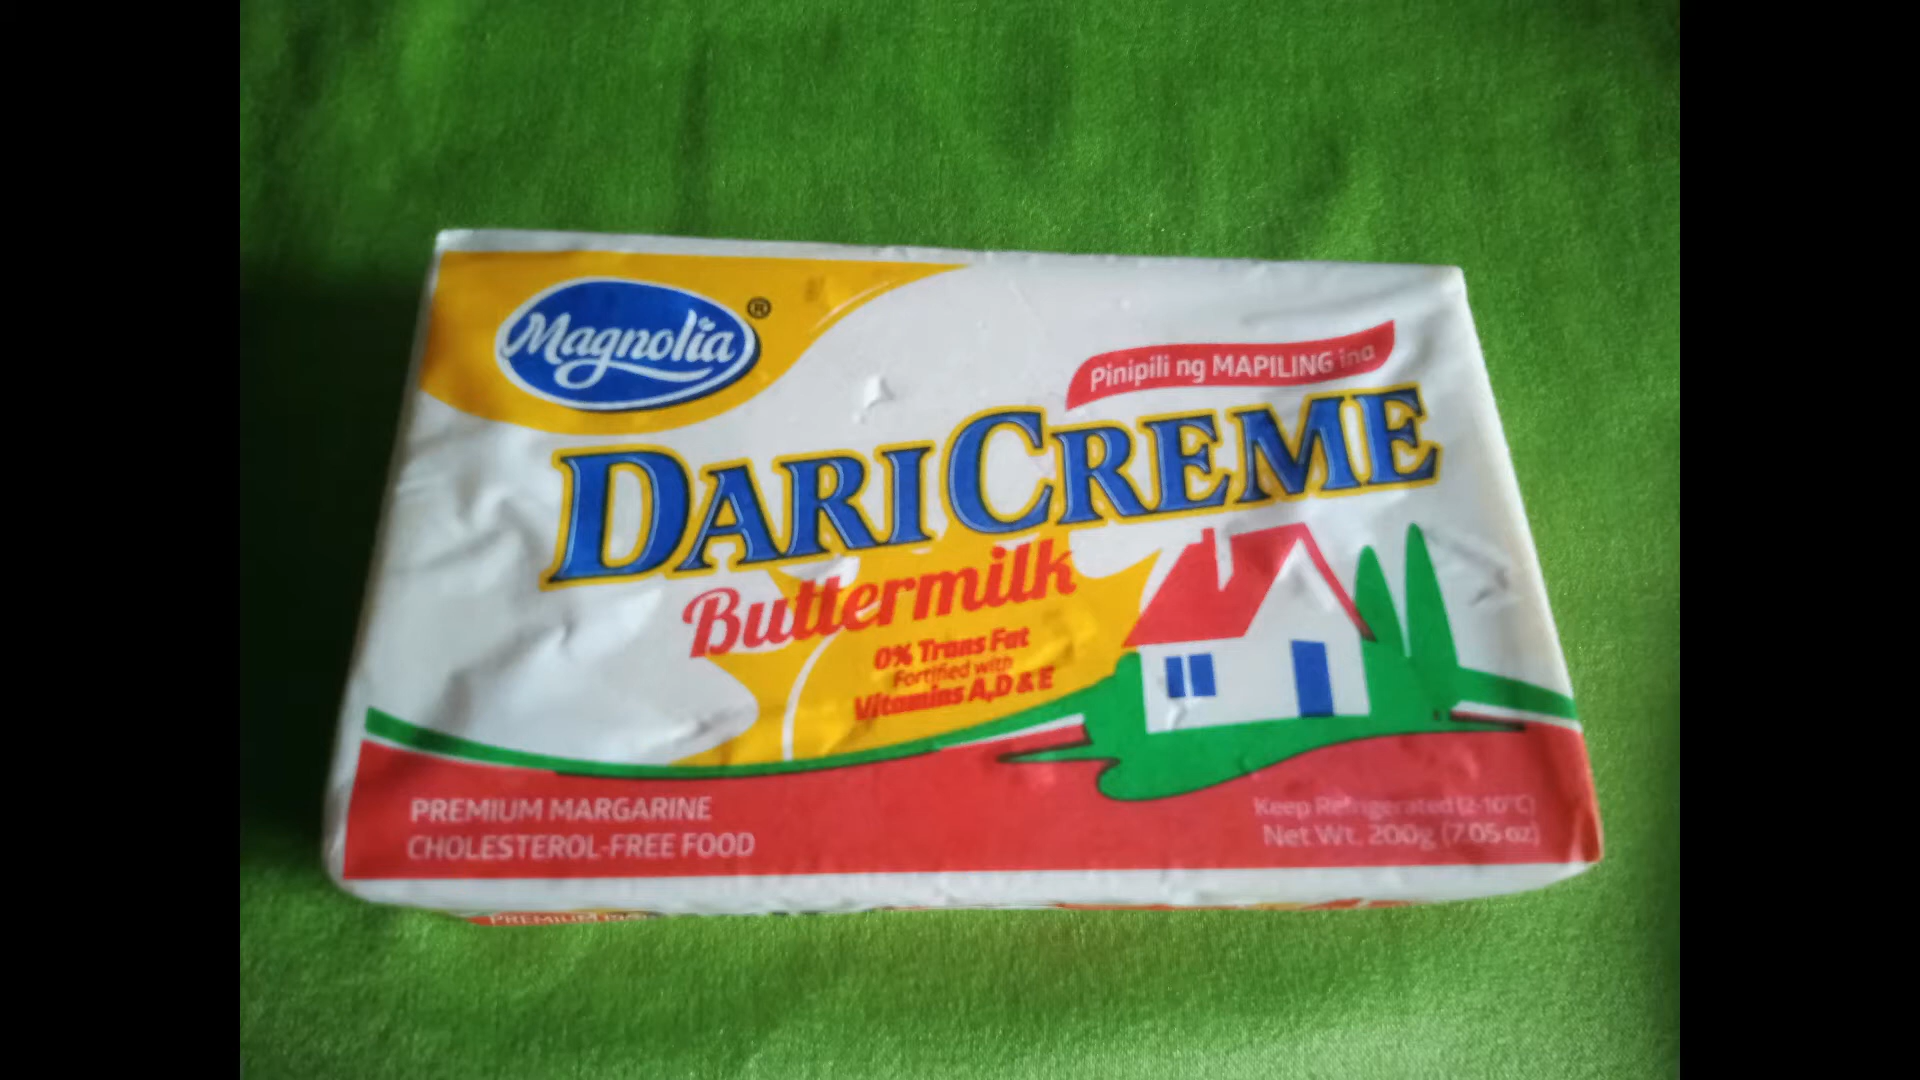 Magnolia®
Pinipili ng MAPILING ina
DARI CREME
Buttermilk
0% Trans Fat
Fortified with
Vitamins A,D & E
PREMIUM MARGARINE
CHOLESTEROL-FREE FOOD
Keep Refrigerated (2-10°C)
Net Wt. 200g (7.05 oz)
PREMIUM